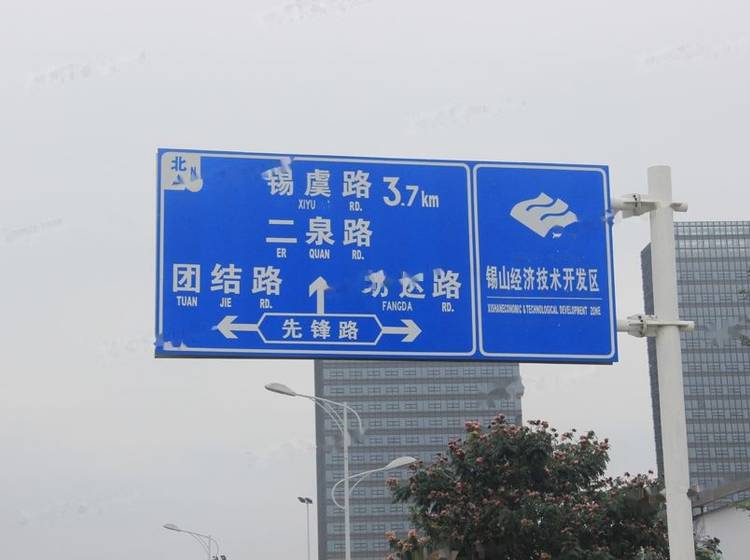 北 N
锡虞路 3.7km
XIYU RD.
二泉路
ER QUAN RD.
团结路
TUAN JIE RD.
达路
FANGDA RD.
先锋路
锡山经济技术开发区
XISHANECONOMIC & TECHNOLOGICAL DEVELOPMENT ZONE